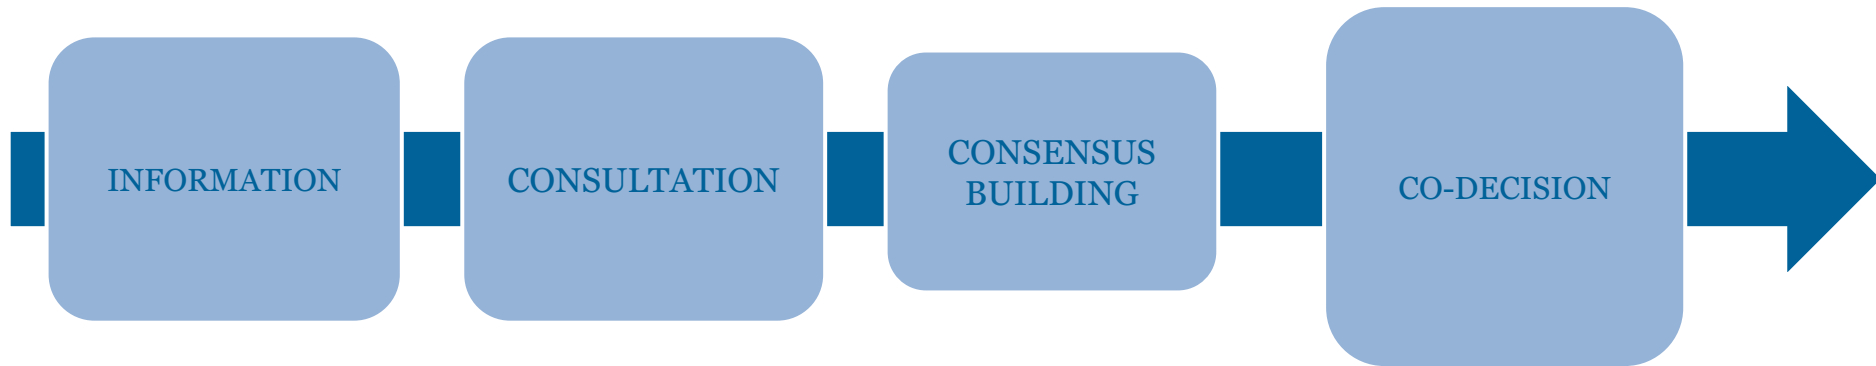 INFORMATION
CONSULTATION
CONSENSUS
BUILDING
CO-DECISION